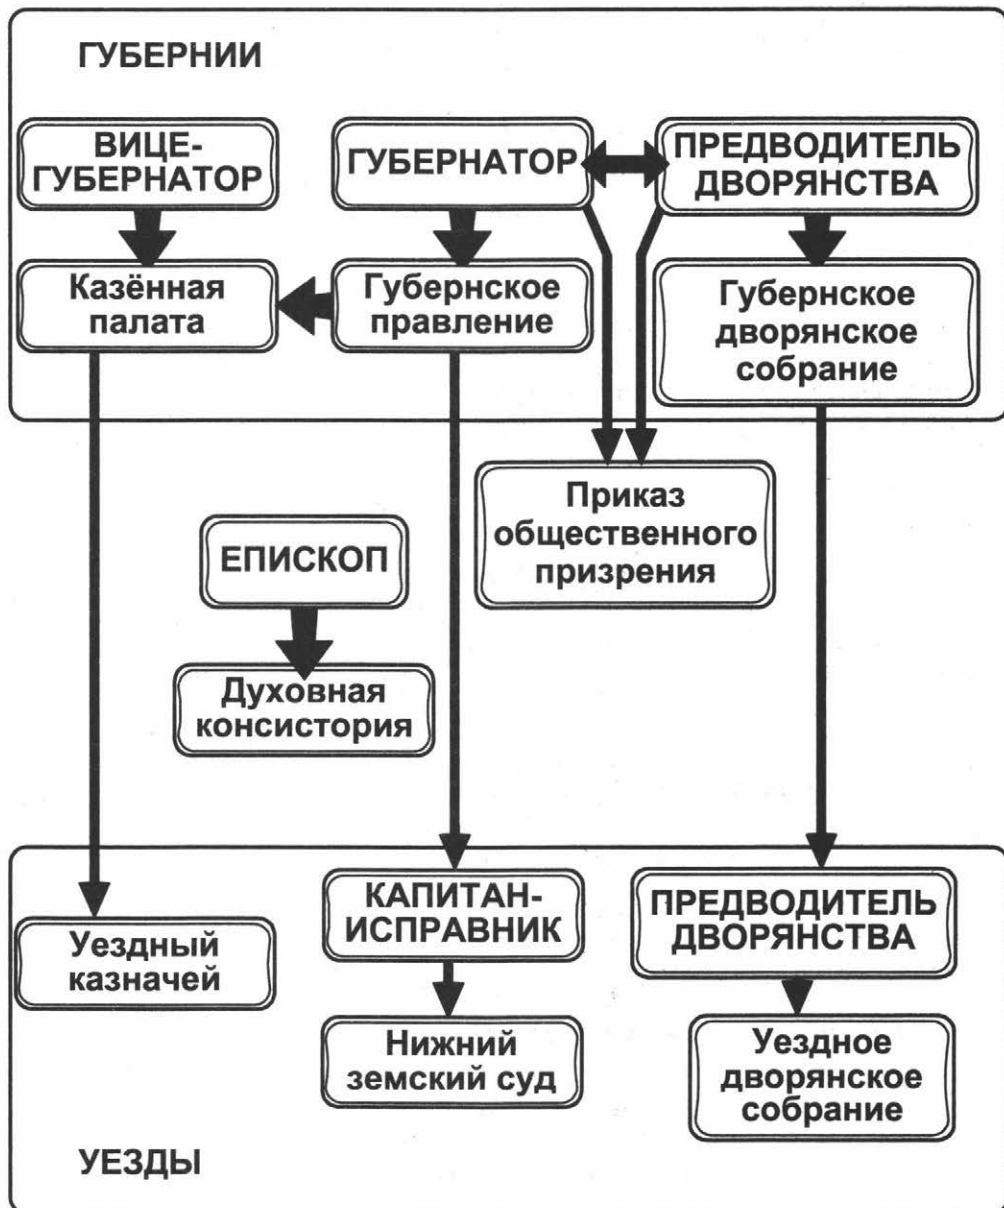 ГУБЕРНИИ
ВИЦЕ-
ГУБЕРНАТОР
ГУБЕРНАТОР
ПРЕДВОДИТЕЛЬ
ДВОРЯНСТВА
Казённая
палата
Губернское
правление
Губернское
дворянское
собрание
Приказ
общественного
призрения
ЕПИСКОП
Духовная
консистория
Уездный
казначей
КАПИТАН-
ИСПРАВНИК
ПРЕДВОДИТЕЛЬ
ДВОРЯНСТВА
Нижний
земский суд
Уездное
дворянское
собрание
УЕЗДЫ